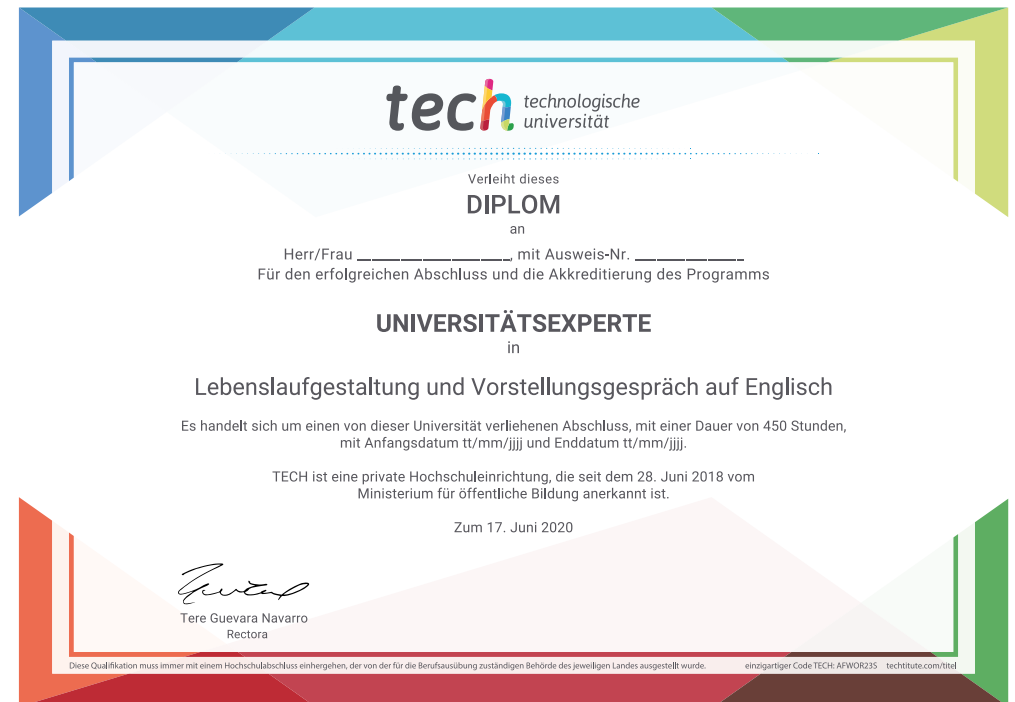 tech technologische
universität
Verleiht dieses
DIPLOM
an
Herr/Frau ____________________, mit Ausweis-Nr. ______________
Für den erfolgreichen Abschluss und die Akkreditierung des Programms
UNIVERSITÄTSEXPERTE
in
Lebenslaufgestaltung und Vorstellungsgespräch auf Englisch
Es handelt sich um einen von dieser Universität verliehenen Abschluss, mit einer Dauer von 450 Stunden,
mit Anfangsdatum tt/mm/jjjj und Enddatum tt/mm/jjjj.
TECH ist eine private Hochschuleinrichtung, die seit dem 28. Juni 2018 vom
Ministerium für öffentliche Bildung anerkannt ist.
Zum 17. Juni 2020
Tere Guevara Navarro
Rectora
Diese Qualifikation muss immer mit einem Hochschulabschluss einhergehen, der von der für die Berufsausübung zuständigen Behörde des jeweiligen Landes ausgestellt wurde. einzigartiger Code TECH: AFWOR23S techtitute.com/titel